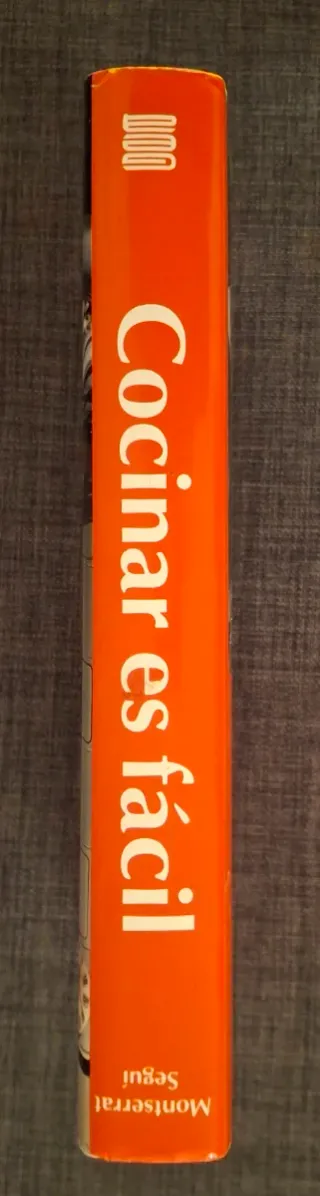 Cocinar es fácil
Montserrat
Seguí